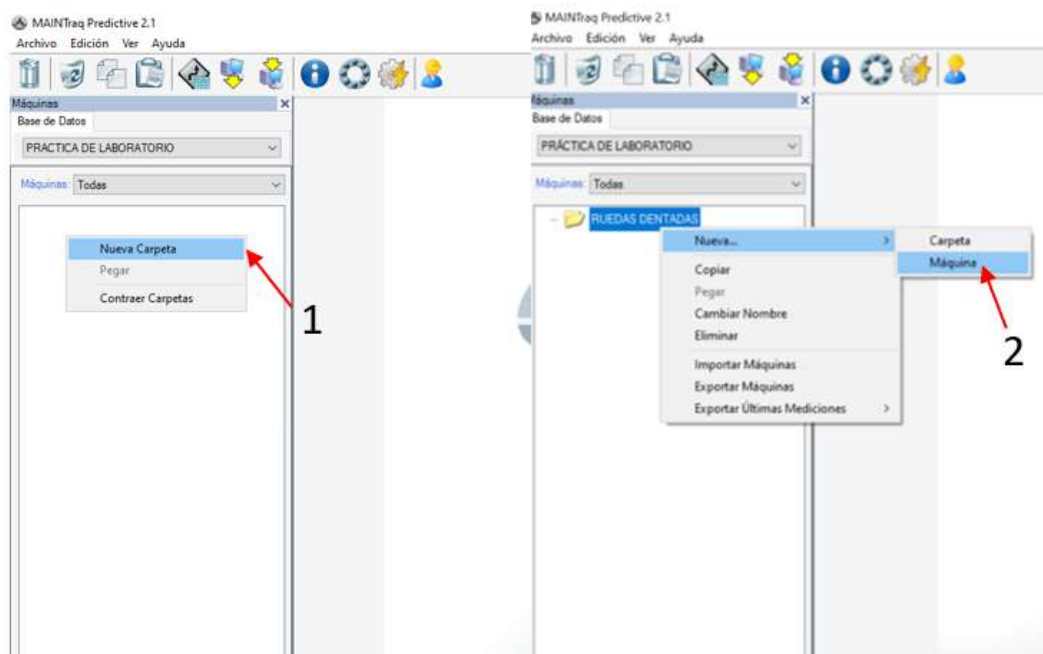 MAINTraq Predictive 2.1
Archivo Edición Ver Ayuda
Máquinas
Base de Datos
PRACTICA DE LABORATORIO
Máquinas: Todas
Nueva Carpeta
Pegar
Contraer Carpetas
1
MAINTraq Predictive 2.1
Archivo Edición Ver Ayuda
Máquinas
Base de Datos
PRÁCTICA DE LABORATORIO
Máquinas: Todas
RUEDAS DENTADAS
Nueva...
Copiar
Pegar
Cambiar Nombre
Eliminar
Importar Máquinas
Exportar Máquinas
Exportar Últimas Mediciones
Carpeta
Máquina
2